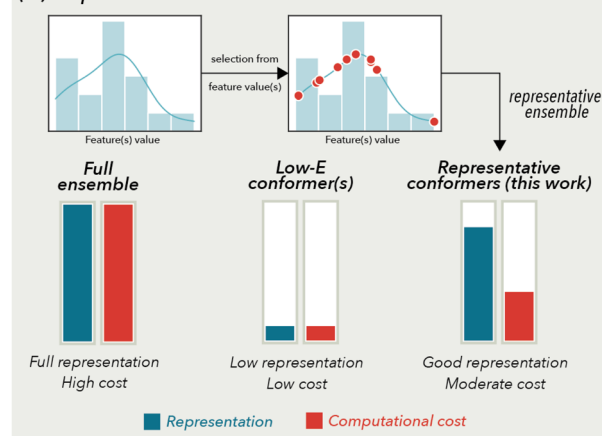 selection from
feature value(s)
Feature(s) value
Feature(s) value
representative
ensemble
Full
ensemble
Low-E
conformer(s)
Representative
conformers (this work)
Full representation
High cost
Low representation
Low cost
Good representation
Moderate cost
Representation
Computational cost